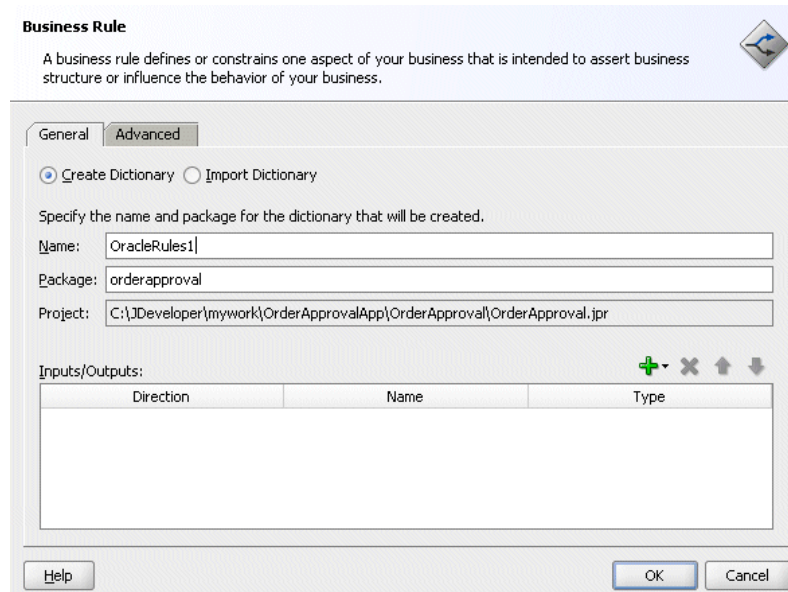 Business Rule
A business rule defines or constrains one aspect of your business that is intended to assert business
structure or influence the behavior of your business.
General Advanced
Create Dictionary Import Dictionary
Specify the name and package for the dictionary that will be created.
Name: OracleRules1
Package: orderapproval
Project: C:\JDeveloper\mywork\OrderApprovalApp\OrderApproval\OrderApproval.jpr
Inputs/Outputs:
Direction Name Type
Help OK Cancel